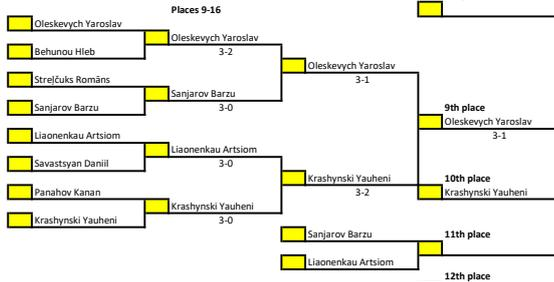 Places 9-16
Oleskevych Yaroslav
Oleskevych Yaroslav
Behunou Hleb
3-2
Oleskevych Yaroslav
Streļčuks Romāns
3-1
Sanjarov Barzu
Sanjarov Barzu
3-0
9th place
Oleskevych Yaroslav
Liaonenkau Artsiom
3-1
Liaonenkau Artsiom
Savastsyan Daniil
3-0
Krashynski Yauheni
10th place
Panahov Kanan
3-2
Krashynski Yauheni
Krashynski Yauheni
Krashynski Yauheni
3-0
Sanjarov Barzu
11th place
Liaonenkau Artsiom
12th place